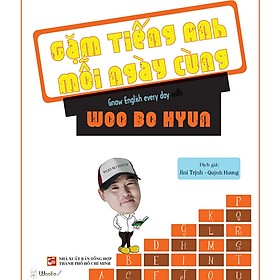 Gặm Tiếng Anh
mỗi ngày cùng
Gnaw English every day with
WOO BO HYUN
Dịch giả:
Jini Trịnh - Quỳnh Hương
NHÀ XUẤT BẢN TỔNG HỢP
THÀNH PHỐ HỒ CHÍ MINH
P
K Q
G L R
D H M S
B E I N T
A C F J O U